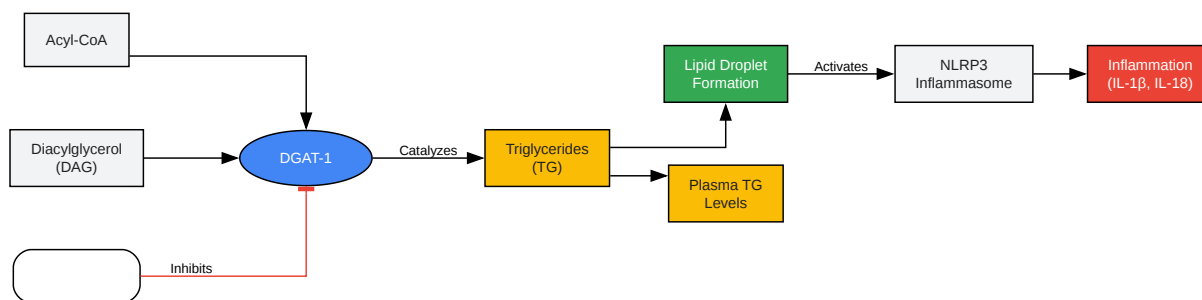 Acyl-CoA
Diacylglycerol
(DAG)
DGAT-1
Inhibits
Catalyzes
Triglycerides
(TG)
Lipid Droplet
Formation
Plasma TG
Levels
Activates
NLRP3
Inflammasome
Inflammation
(IL-1β, IL-18)